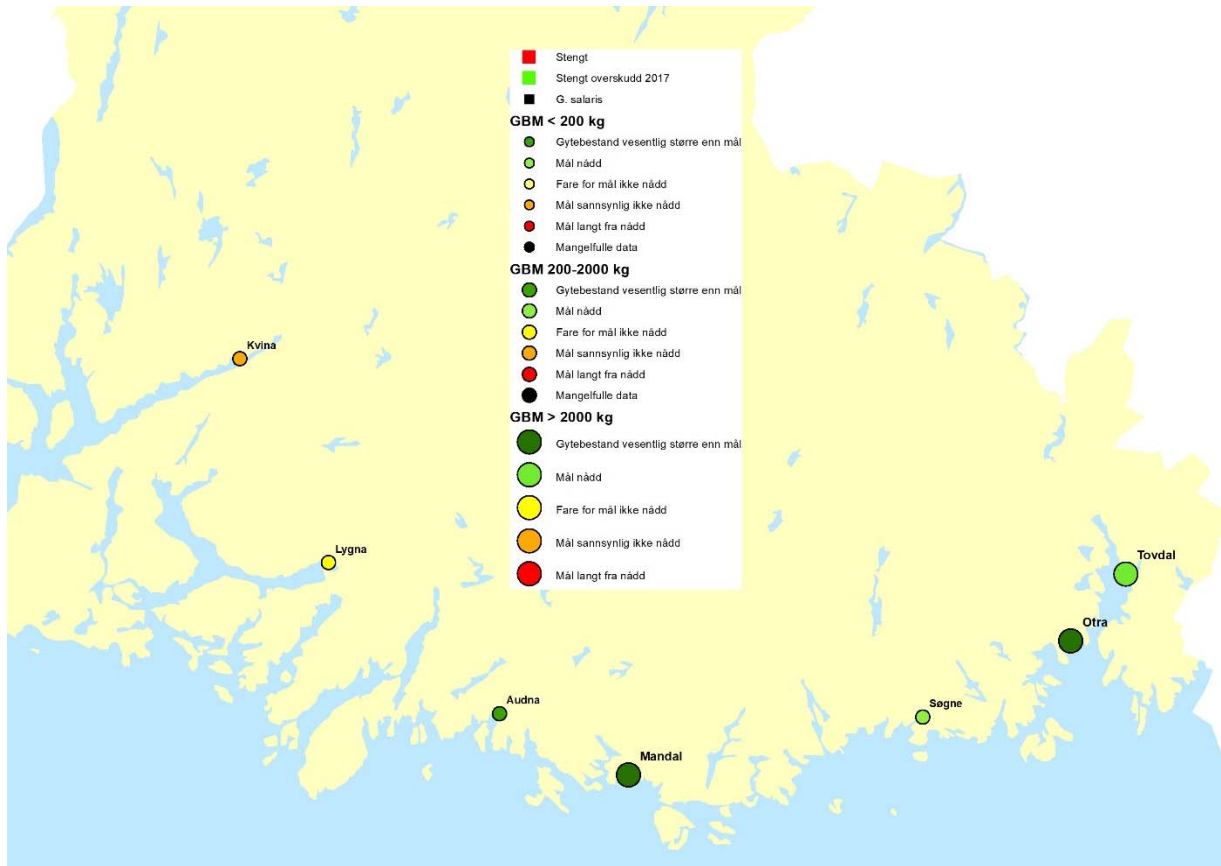 Stengt
Stengt overskudd 2017
G. salaris
GBM < 200 kg
Gytebestand vesentlig større enn mål
Mål nådd
Fare for mål ikke nådd
Mål sannsynlig ikke nådd
Mål langt fra nådd
Mangelfulle data
GBM 200-2000 kg
Gytebestand vesentlig større enn mål
Mål nådd
Fare for mål ikke nådd
Mål sannsynlig ikke nådd
Mål langt fra nådd
Mangelfulle data
GBM > 2000 kg
Gytebestand vesentlig større enn mål
Mål nådd
Fare for mål ikke nådd
Mål sannsynlig ikke nådd
Mål langt fra nådd
Kvina
Lygna
Tovdal
Otra
Audna
Søgne
Mandal